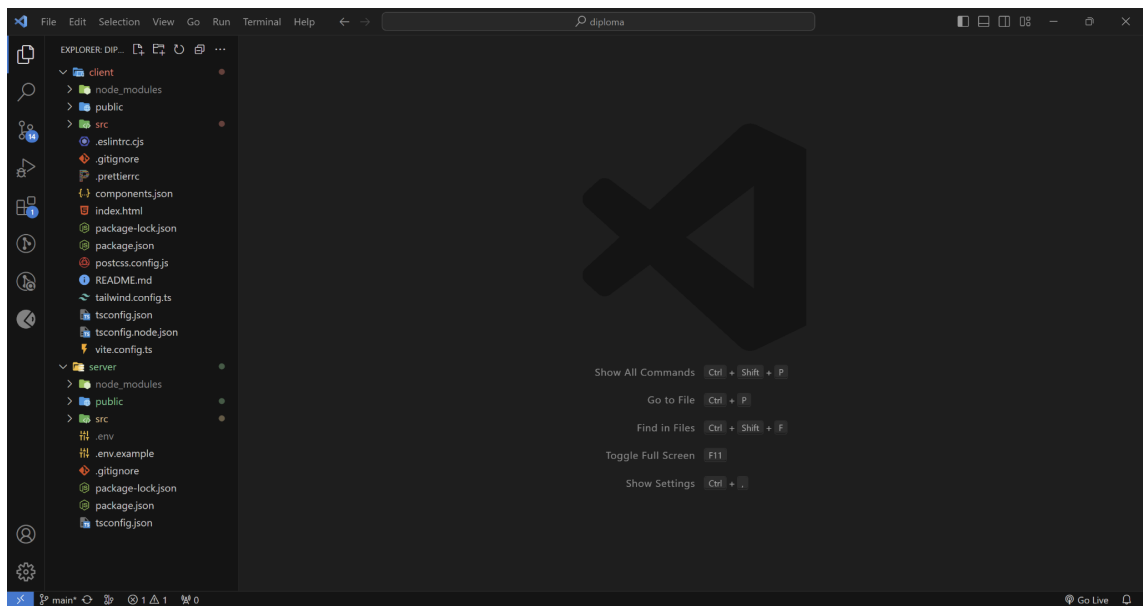 File Edit Selection View Go Run Terminal Help diploma
EXPLORER: DIP...
client
node_modules
public
src
.eslintrc.cjs
.gitignore
.prettierrc
components.json
index.html
package-lock.json
package.json
postcss.config.js
README.md
tailwind.config.ts
tsconfig.json
tsconfig.node.json
vite.config.ts
server
node_modules
public
src
.env
.env.example
.gitignore
package-lock.json
package.json
tsconfig.json
14
1
Show All Commands Ctrl + Shift + P
Go to File Ctrl + P
Find in Files Ctrl + Shift + F
Toggle Full Screen F11
Show Settings Ctrl + ,
main* 1 1 0 Go Live